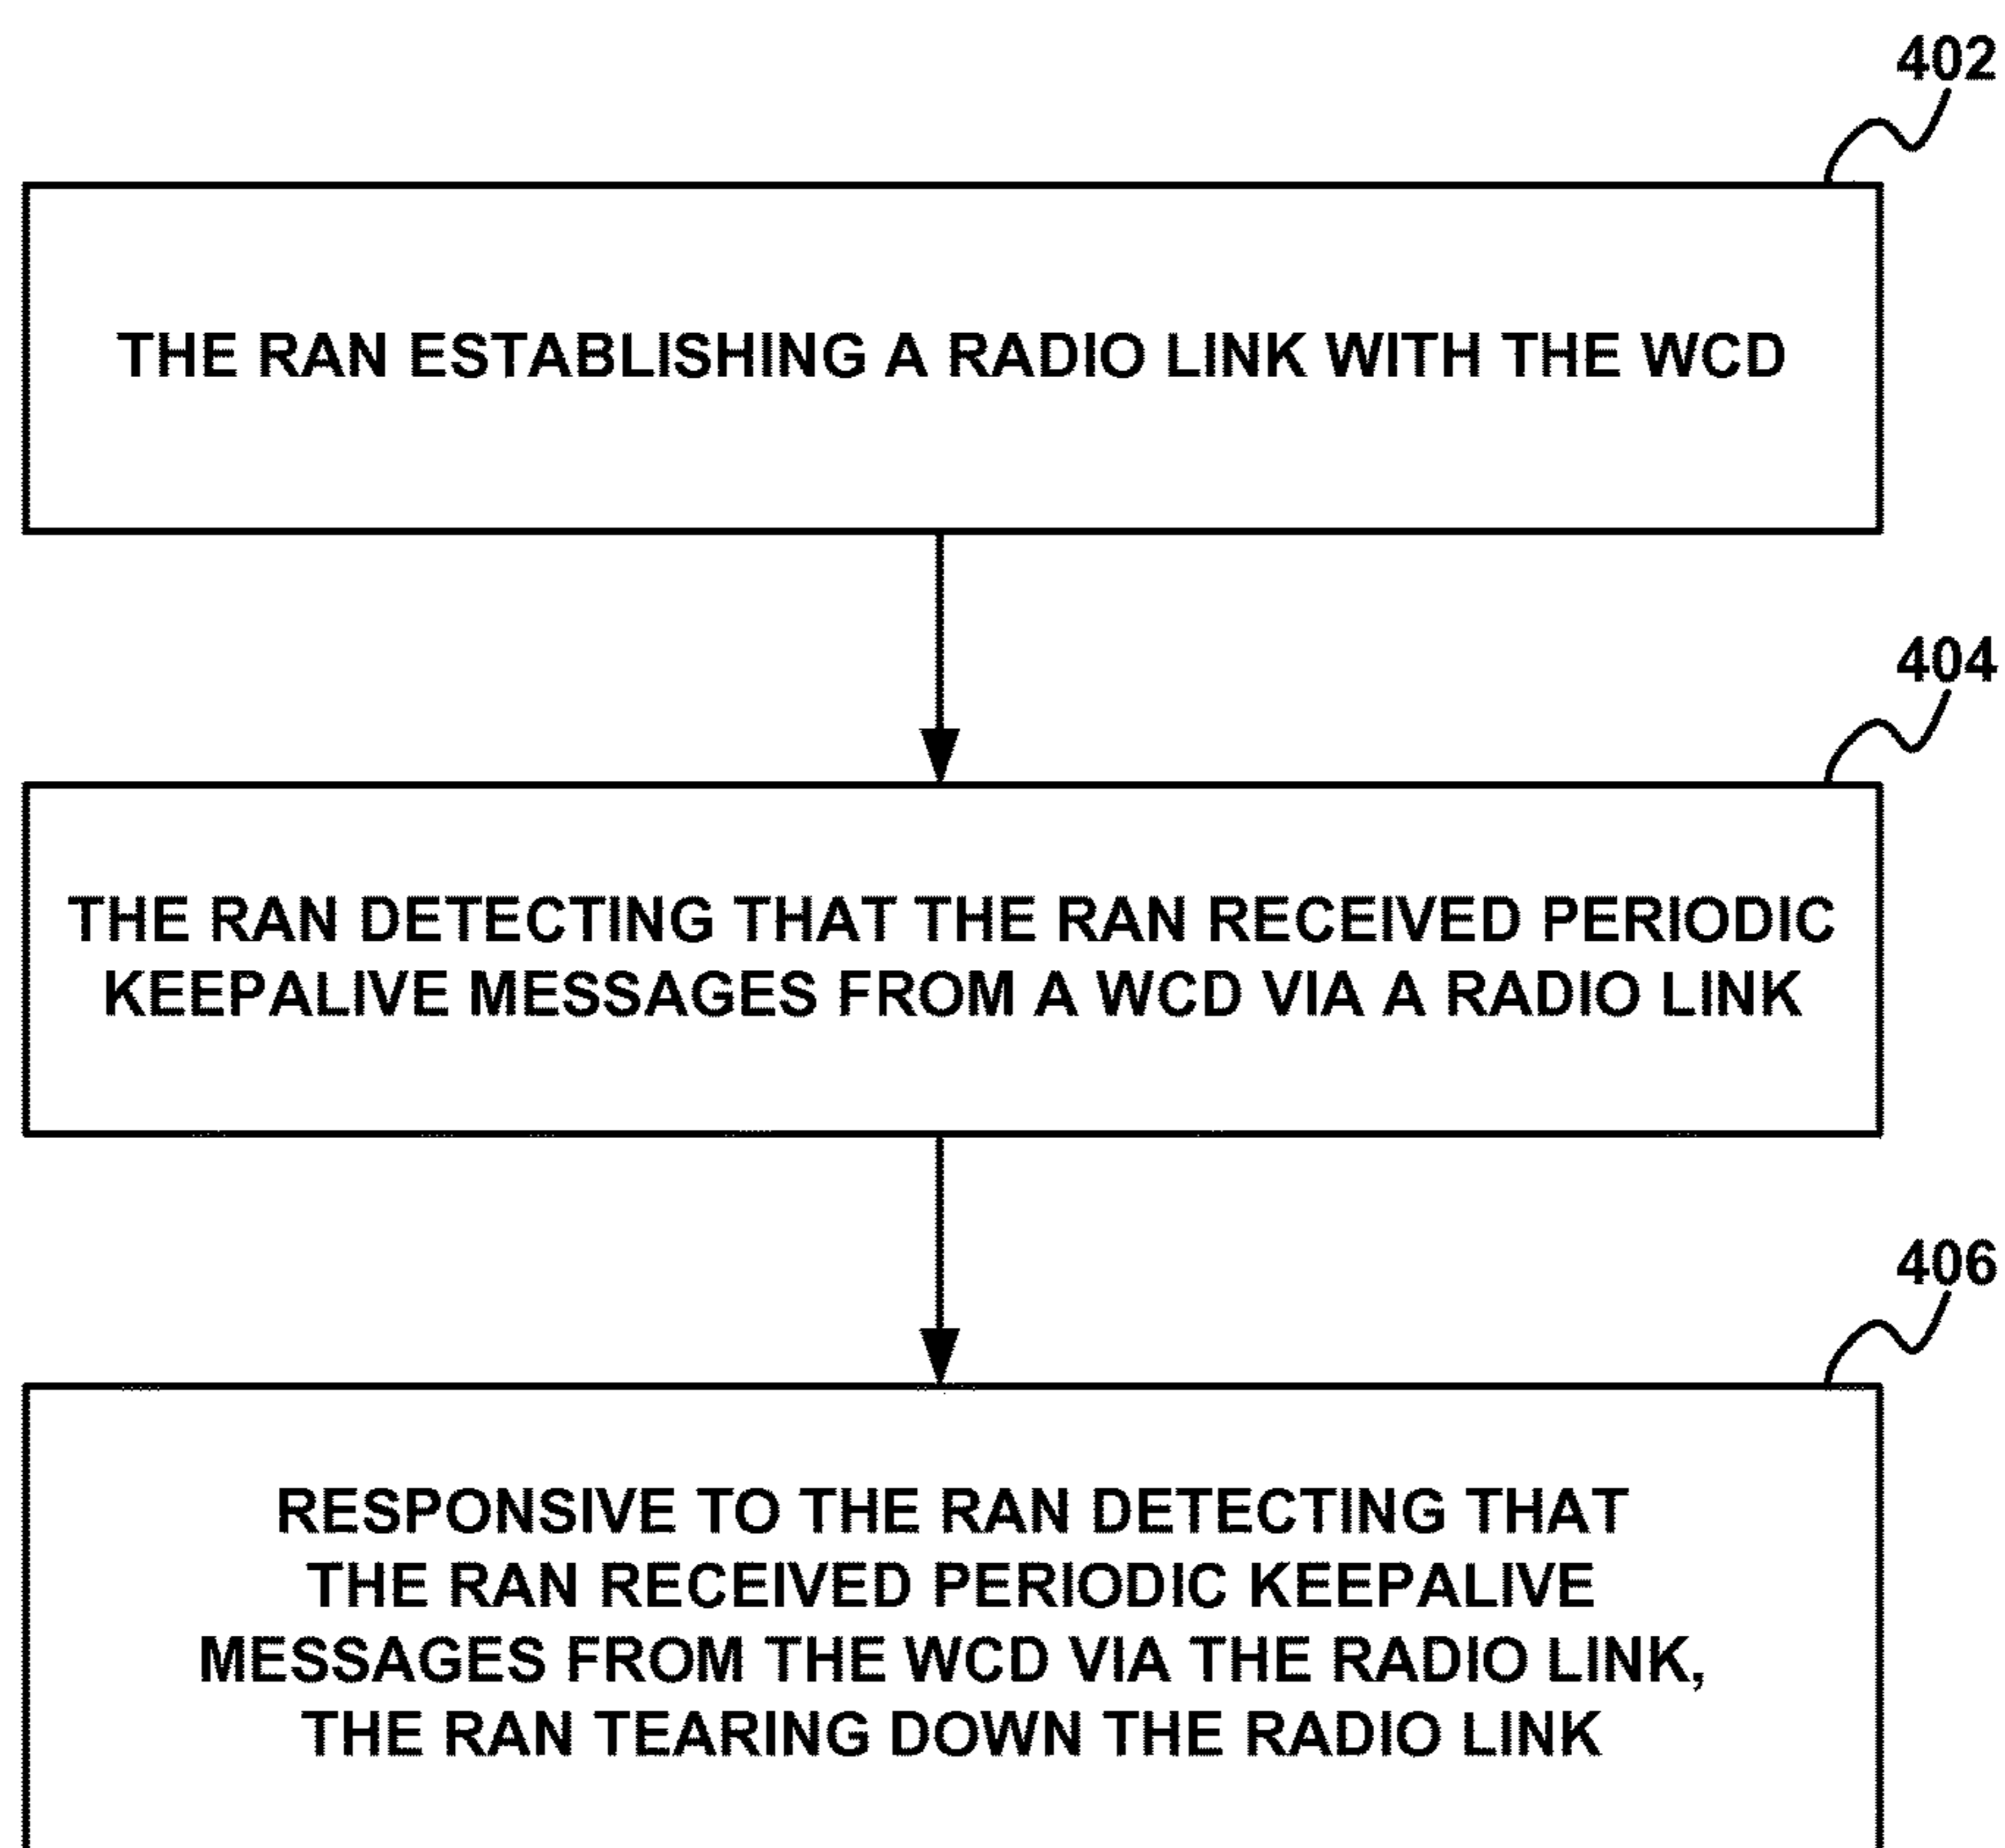 402
THE RAN ESTABLISHING A RADIO LINK WITH THE WCD
404
THE RAN DETECTING THAT THE RAN RECEIVED PERIODIC
KEEPALIVE MESSAGES FROM A WCD VIA A RADIO LINK
406
RESPONSIVE TO THE RAN DETECTING THAT
THE RAN RECEIVED PERIODIC KEEPALIVE
MESSAGES FROM THE WCD VIA THE RADIO LINK,
THE RAN TEARING DOWN THE RADIO LINK